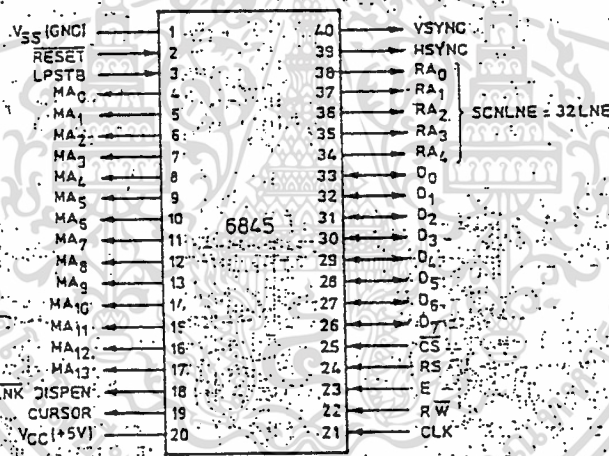 VSS (GND) 1 40 VSYNC
RESET 2 39 HSYNC
LPSTB 3 38 RA0
MA0 4 37 RA1
MA1 5 36 RA2 SCNLNE = 32LNE
MA2 6 35 RA3
MA3 7 34 RA4
MA4 8 33 D0
MA5 9 32 D1
MA6 10 31 D2
6845
MA7 11 30 D3
MA8 12 29 D4
MA9 13 28 D5
MA10 14 27 D6
MA11 15 26 D7
MA12 16 25 CS
MA13 17 24 RS
NK DISPEN 18 23 E
CURSOR 19 22 RW
VCC (+5V) 20 21 CLK